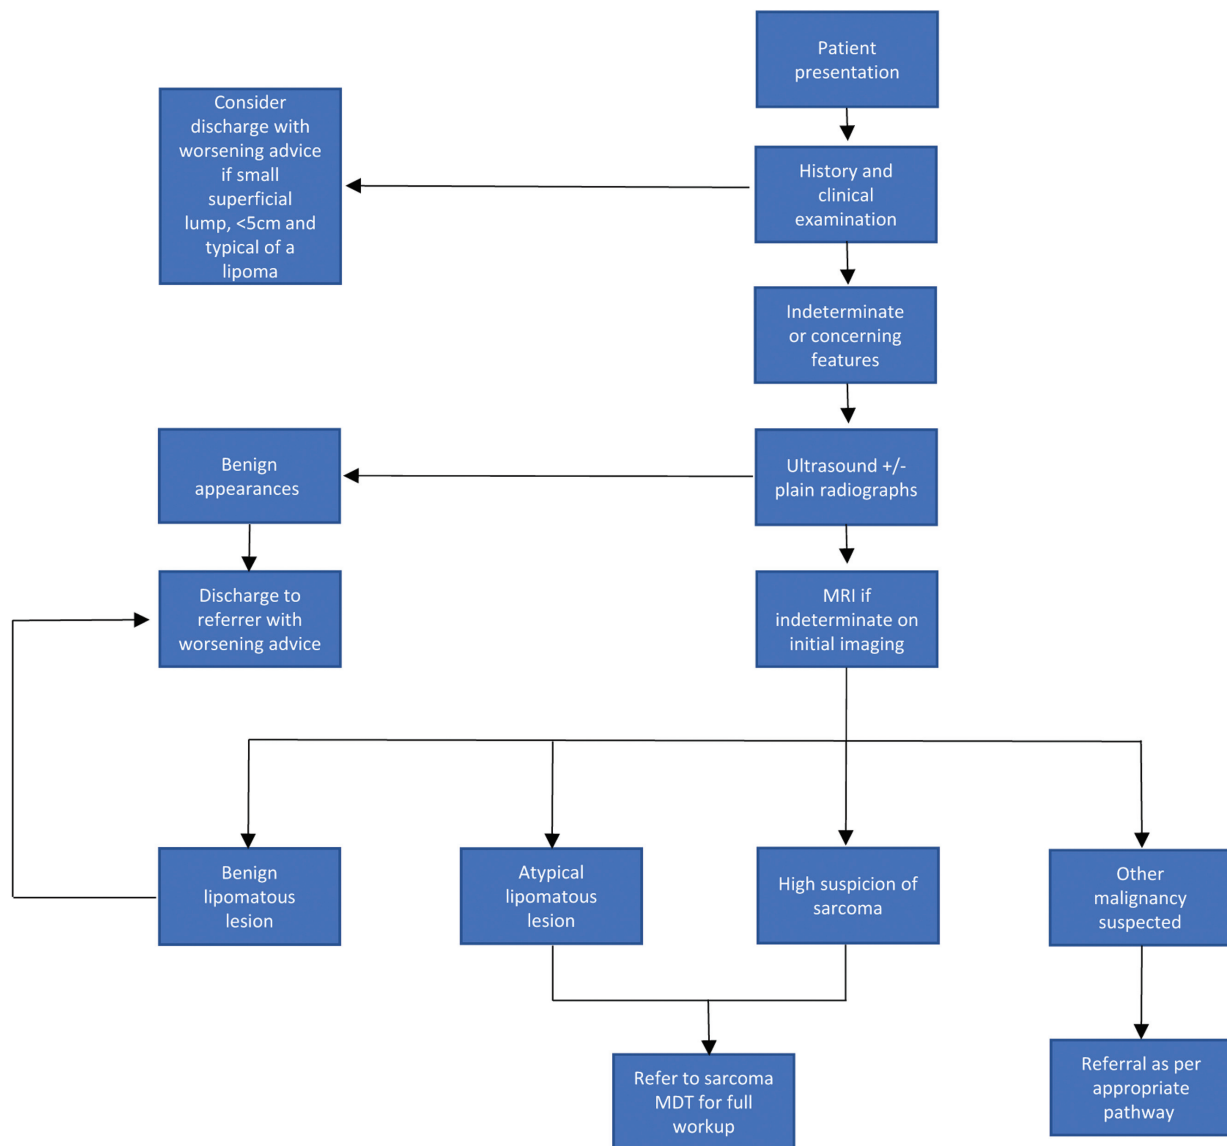 Patient
presentation
Consider
discharge with
worsening advice
if small
superficial
lump, <5cm and
typical of a
lipoma
History and
clinical
examination
Indeterminate
or concerning
features
Benign
appearances
Ultrasound +/-
plain radiographs
Discharge to
referrer with
worsening advice
MRI if
indeterminate on
initial imaging
Benign
lipomatous
lesion
Atypical
lipomatous
lesion
High suspicion of
sarcoma
Other
malignancy
suspected
Refer to sarcoma
MDT for full
workup
Referral as per
appropriate
pathway